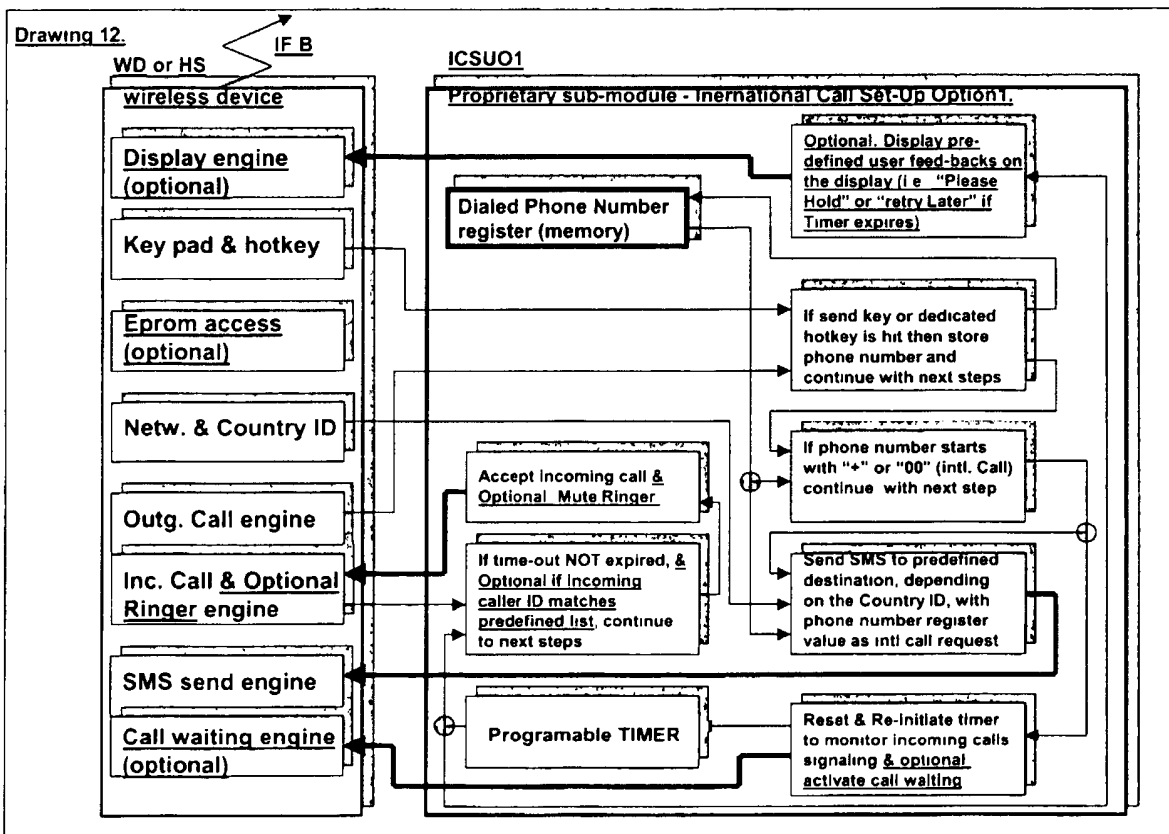 Drawing 12.
IF B
WD or HS
wireless device
Display engine
(optional)
Key pad & hotkey
Eprom access
(optional)
Netw. & Country ID
Outg. Call engine
Inc. Call & Optional
Ringer engine
SMS send engine
Call waiting engine
(optional)
ICSUO1
Proprietary sub-module - Inernational Call Set-Up Option1.
Dialed Phone Number
register (memory)
Optional. Display pre-
defined user feed-backs on
the display (i e "Please
Hold" or "retry Later" if
Timer expires)
If send key or dedicated
hotkey is hit then store
phone number and
continue with next steps
If phone number starts
with "+" or "00" (intl. Call)
continue with next step
Accept incoming call &
Optional Mute Ringer
If time-out NOT expired, &
Optional if incoming
caller ID matches
predefined list, continue
to next steps
Send SMS to predefined
destination, depending
on the Country ID, with
phone number register
value as intl call request
Programable TIMER
Reset & Re-initiate timer
to monitor incoming calls
signaling & optional
activate call waiting